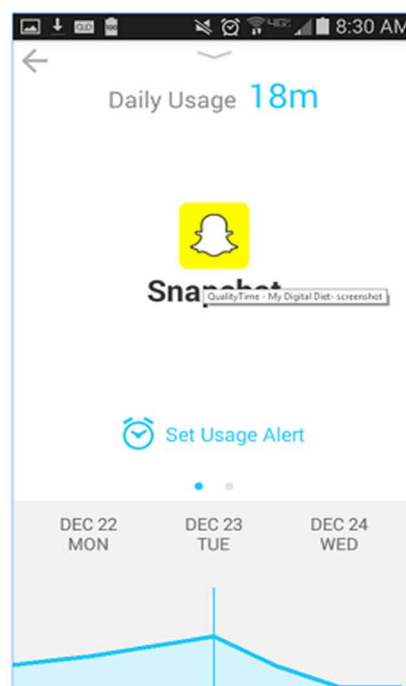 8:30 AM
Daily Usage 18m
Snapchat
QualityTime - My Digital Diet- screenshot
Set Usage Alert
DEC 22 DEC 23 DEC 24
MON TUE WED